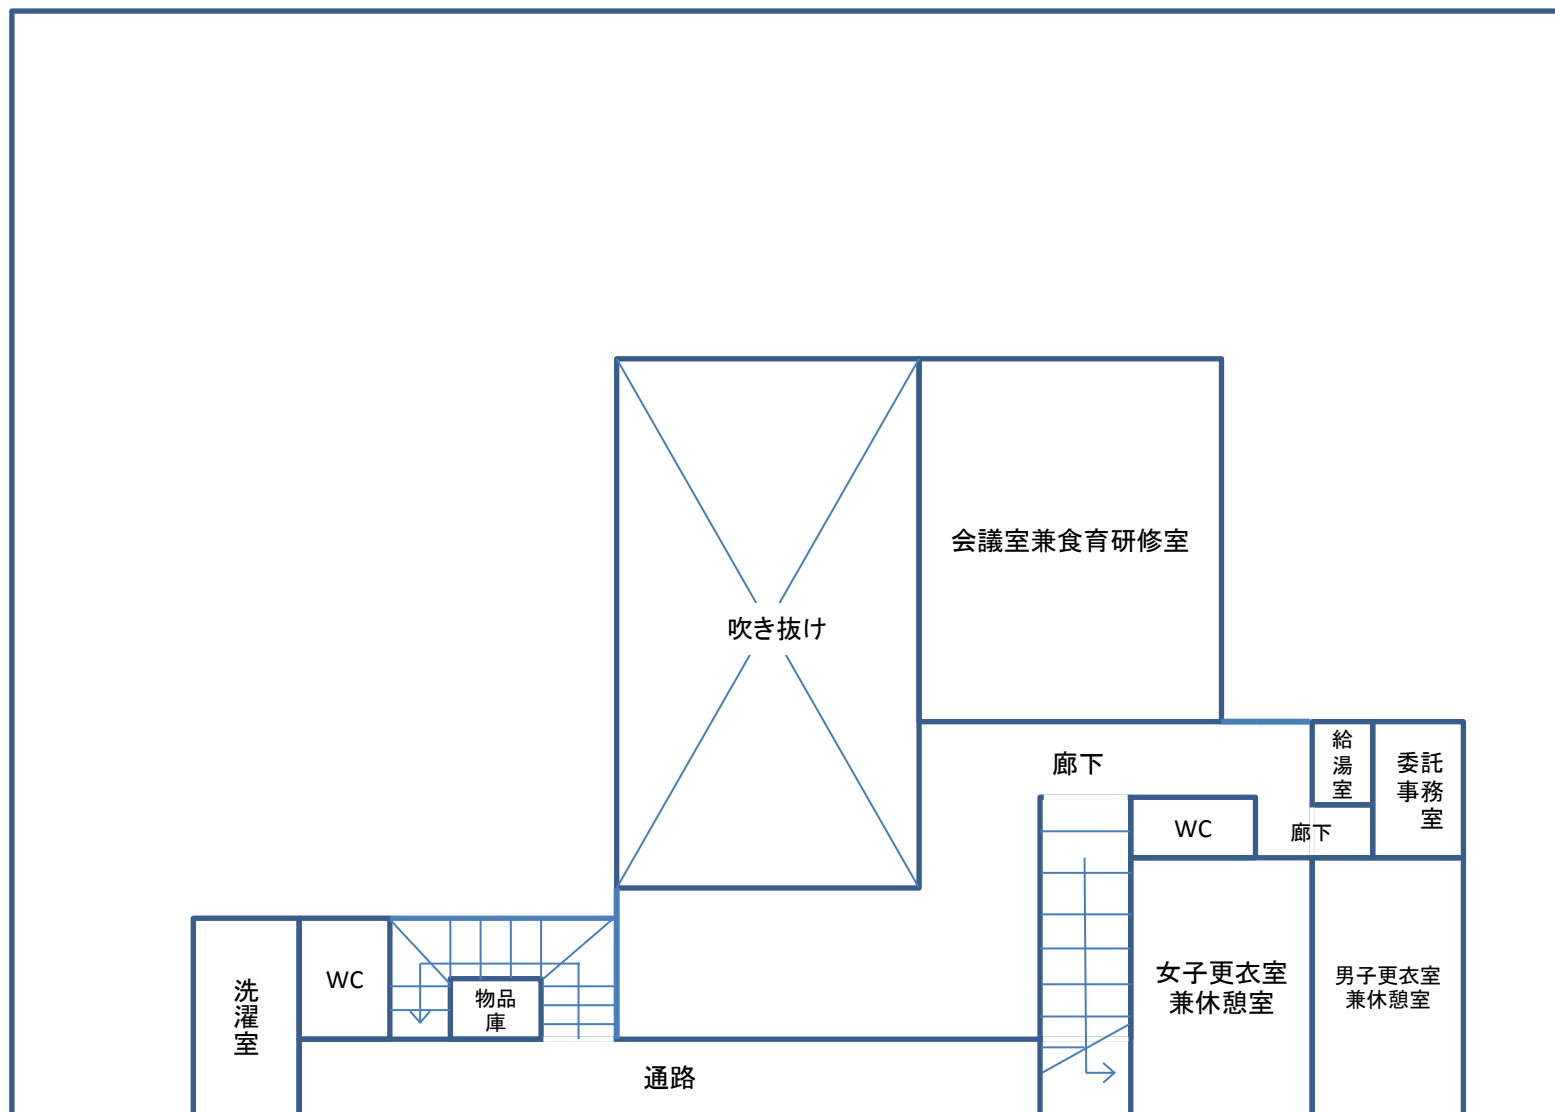 会議室兼食育研修室
吹き抜け
廊下
給湯室
委託
事務室
WC
廊下
洗濯室
WC
物品
庫
女子更衣室
兼休憩室
男子更衣室
兼休憩室
通路